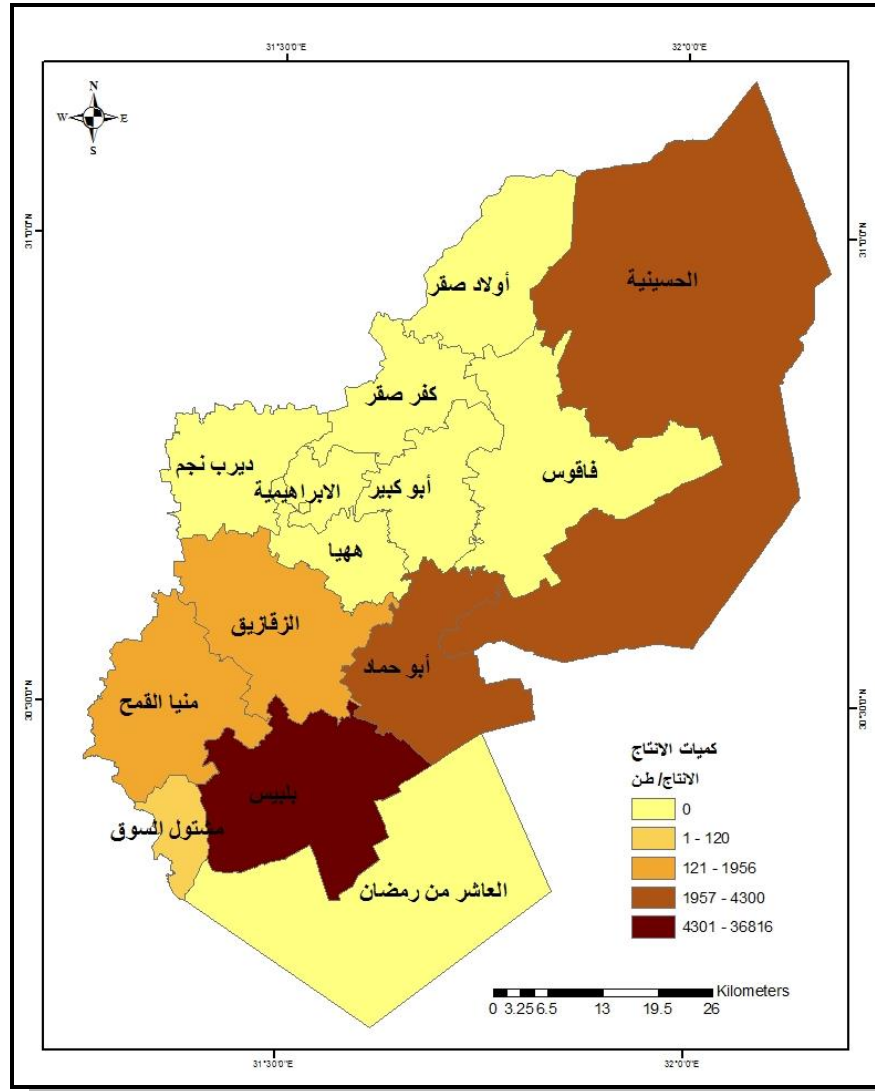 31°30'0"E
32°0'0"E
N
W
E
S
31°0'0"N
31°0'0"N
أولاد صقر
الحسينية
كفر صقر
ديرب نجم
الابراهيمية
أبو كبير
فاقوس
ههيا
الزقازيق
أبو حماد
منيا القمح
30°30'0"N
30°30'0"N
بلبيس
مشتول السوق
العاشر من رمضان
كميات الانتاج
الانتاج/ طن
0
1 - 120
121 - 1956
1957 - 4300
4301 - 36816
Kilometers
0 3.25 6.5 13 19.5 26
31°30'0"E
32°0'0"E